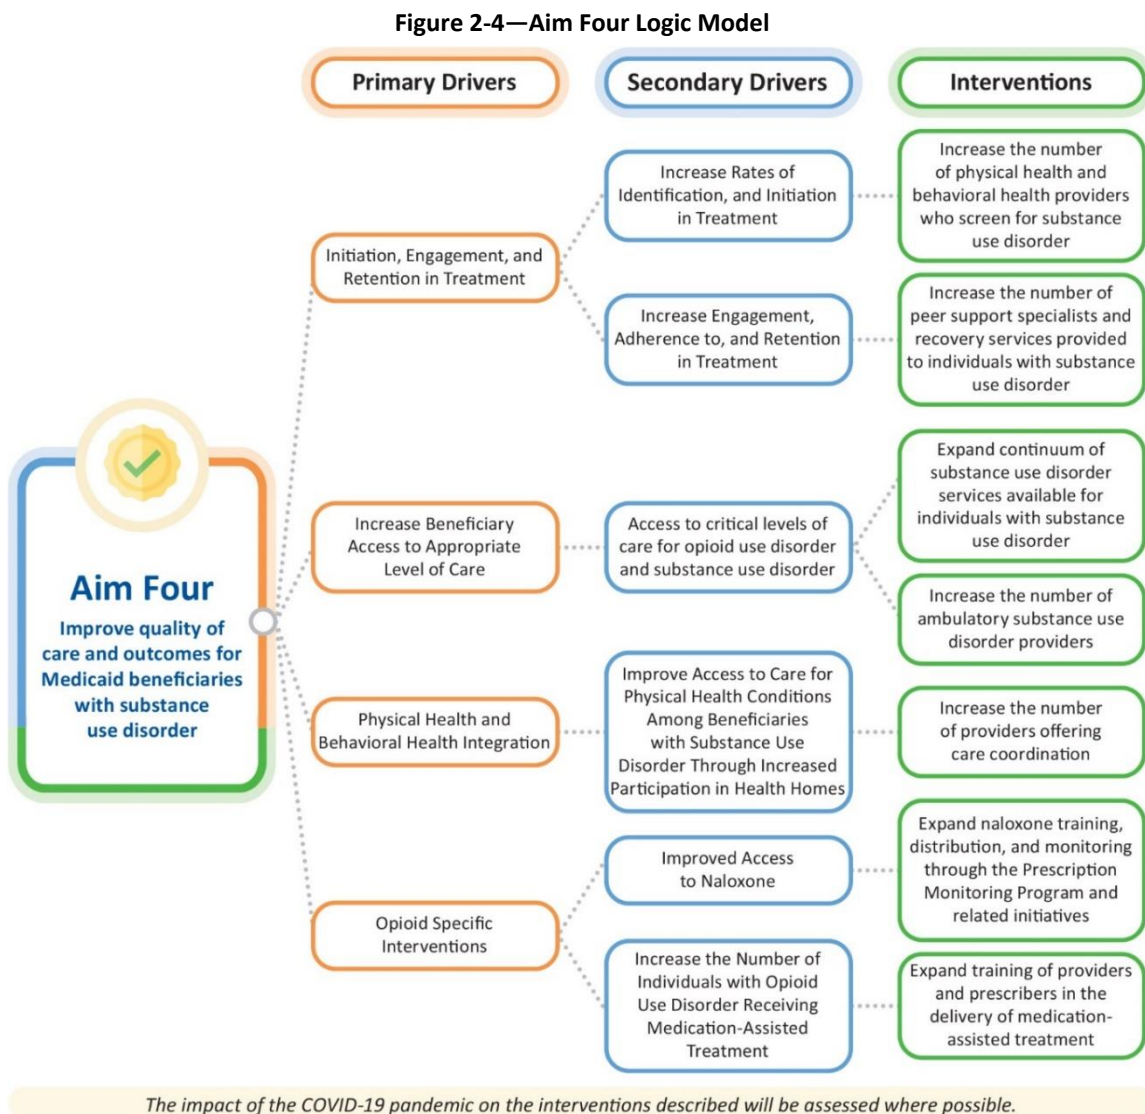 Figure 2-4—Aim Four Logic Model
Primary Drivers
Secondary Drivers
Interventions
Aim Four
Improve quality of
care and outcomes for
Medicaid beneficiaries
with substance
use disorder
Initiation, Engagement, and
Retention in Treatment
Increase Rates of
Identification, and Initiation
in Treatment
Increase the number
of physical health and
behavioral health providers
who screen for substance
use disorder
Increase Engagement,
Adherence to, and Retention
in Treatment
Increase the number of
peer support specialists and
recovery services provided
to individuals with substance
use disorder
Increase Beneficiary
Access to Appropriate
Level of Care
Access to critical levels of
care for opioid use disorder
and substance use disorder
Expand continuum of
substance use disorder
services available for
individuals with substance
use disorder
Increase the number of
ambulatory substance use
disorder providers
Physical Health and
Behavioral Health Integration
Improve Access to Care for
Physical Health Conditions
Among Beneficiaries
with Substance Use
Disorder Through Increased
Participation in Health Homes
Increase the number
of providers offering
care coordination
Opioid Specific
Interventions
Improved Access
to Naloxone
Expand naloxone training,
distribution, and monitoring
through the Prescription
Monitoring Program and
related initiatives
Increase the Number of
Individuals with Opioid
Use Disorder Receiving
Medication-Assisted
Treatment
Expand training of providers
and prescribers in the
delivery of medication-
assisted treatment
The impact of the COVID-19 pandemic on the interventions described will be assessed where possible.